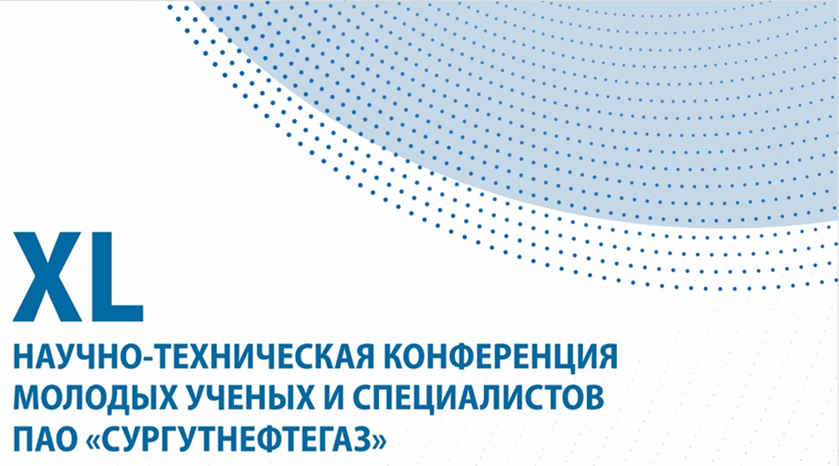 XL
НАУЧНО-ТЕХНИЧЕСКАЯ КОНФЕРЕНЦИЯ
МОЛОДЫХ УЧЕНЫХ И СПЕЦИАЛИСТОВ
ПАО «СУРГУТНЕФТЕГАЗ»